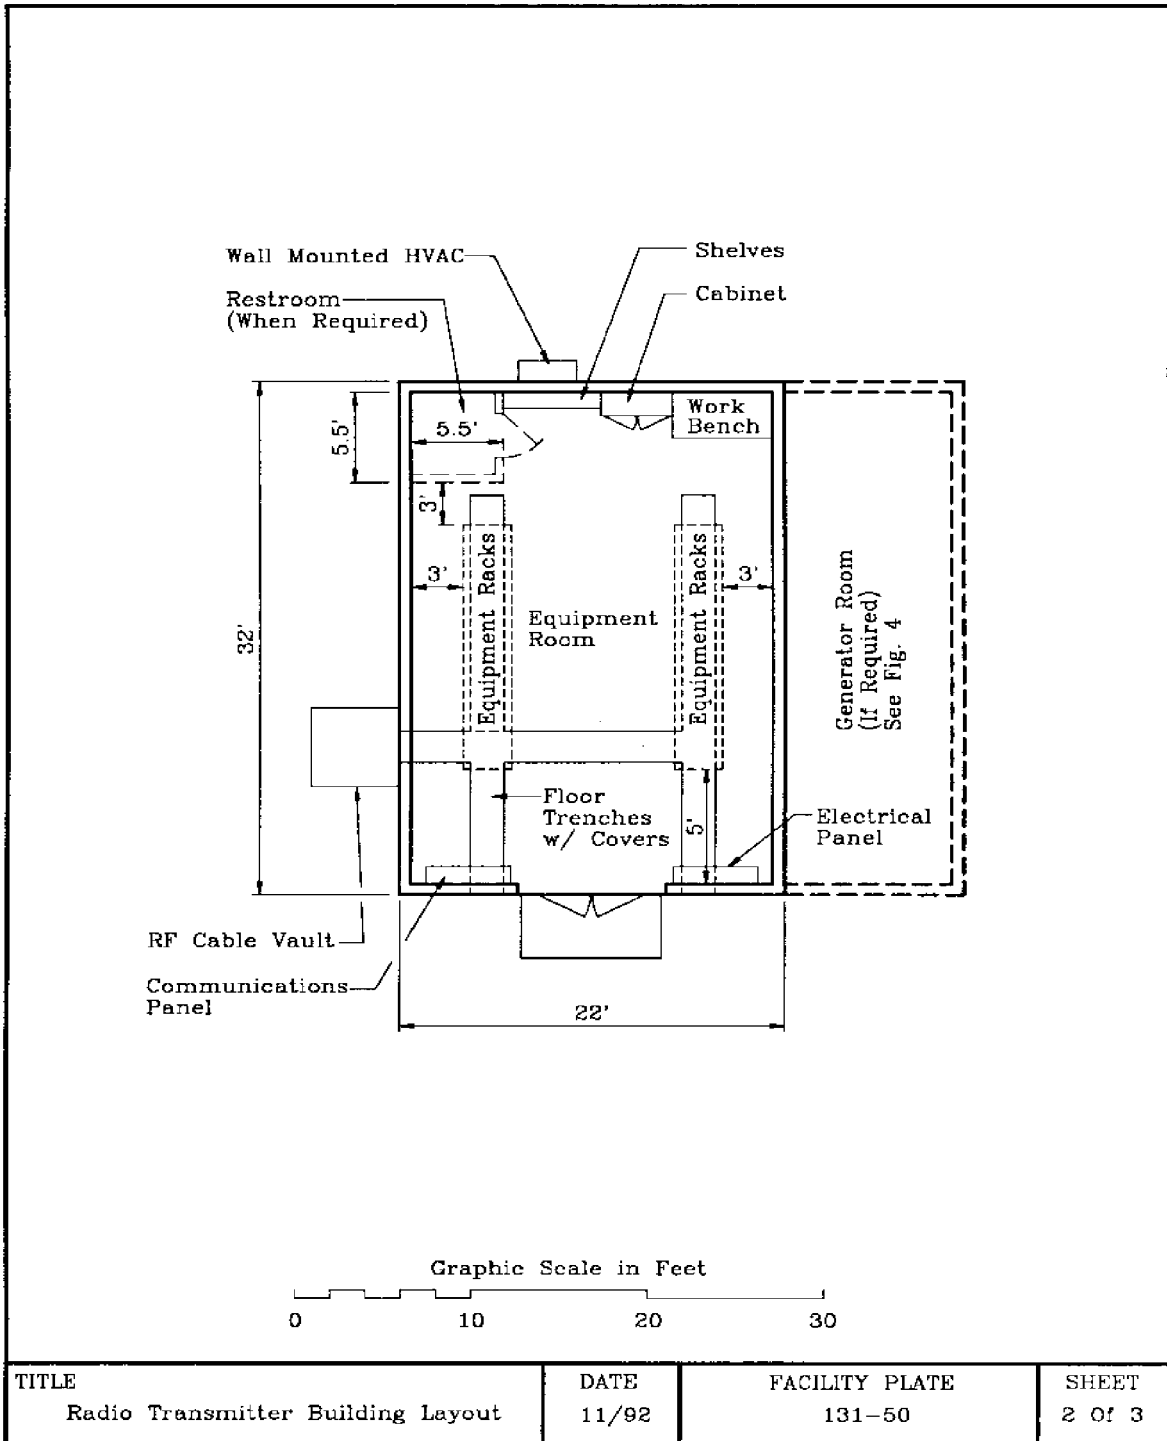 Wall Mounted HVAC
Shelves
Restroom
(When Required)
Cabinet
Work
Bench
5.5'
5.5'
3'
3'
3'
Equipment Racks
Equipment Racks
Equipment
Room
32'
Generator Room
(If Required)
See Fig. 4
Floor
Trenches
w/ Covers
5'
Electrical
Panel
RF Cable Vault
Communications
Panel
22'
Graphic Scale in Feet
0 10 20 30
TITLE
Radio Transmitter Building Layout
DATE
11/92
FACILITY PLATE
131-50
SHEET
2 Of 3